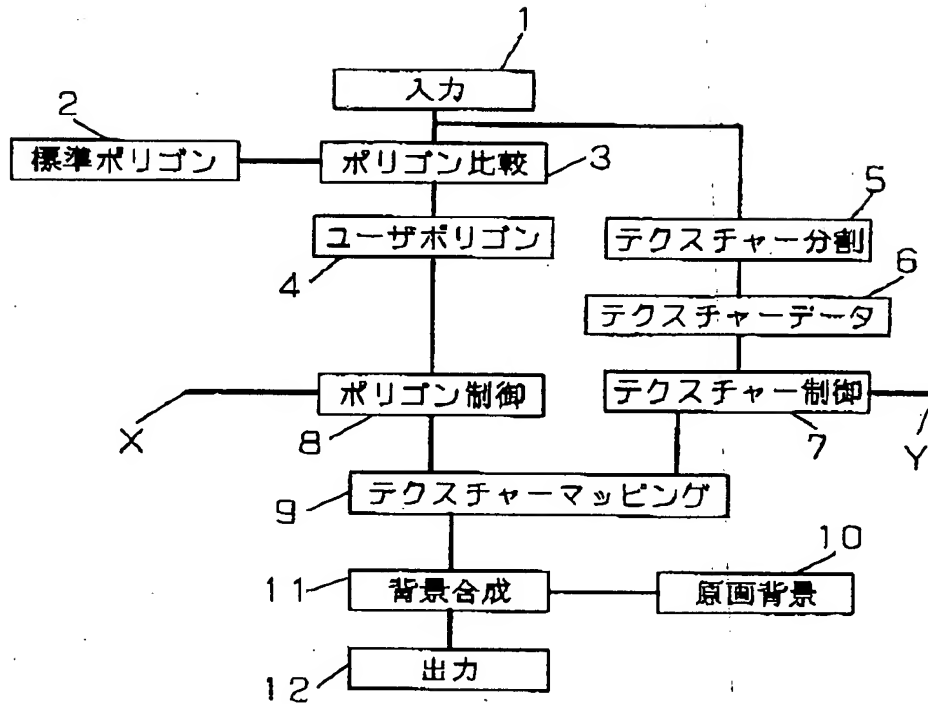 1
入力
2
標準ポリゴン
ポリゴン比較
3
5
ユーザポリゴン
テクスチャー分割
4
6
テクスチャーデータ
ポリゴン制御
テクスチャー制御
X
8
7
Y
テクスチャーマッピング
9
10
11
背景合成
原画背景
出力
12